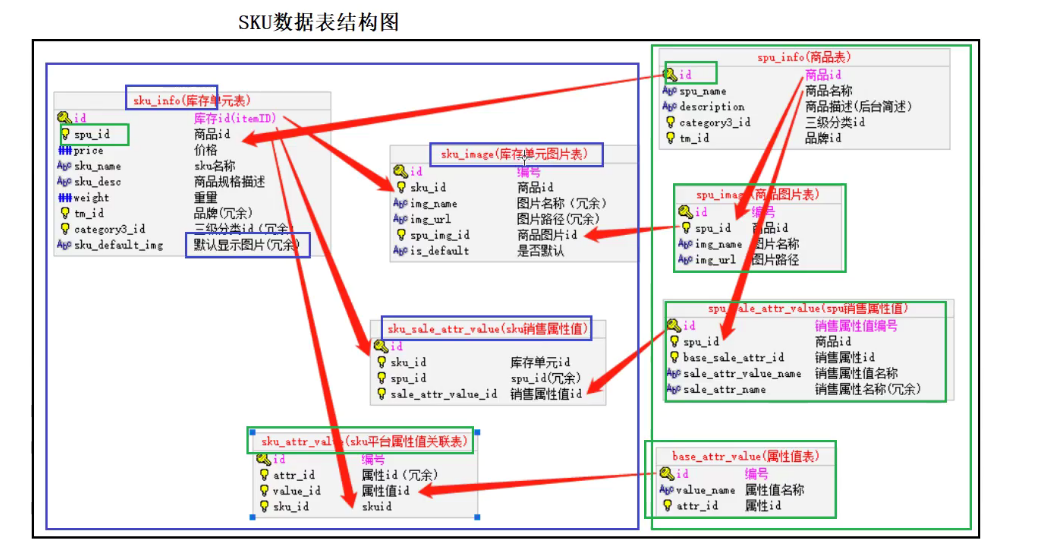 SKU数据表结构图
sku_info(库存单元表)
id 库存id(itemID)
spu_id 商品id
price 价格
sku_name sku名称
sku_desc 商品规格描述
weight 重量
tm_id 品牌(冗余)
category3_id 三级分类id(冗余)
sku_default_img 默认显示图片(冗余)
sku_image(库存单元图片表)
id 编号
sku_id 商品id
img_name 图片名称(冗余)
img_url 图片路径(冗余)
spu_img_id 商品图片id
is_default 是否默认
sku_sale_attr_value(sku销售属性值)
id
sku_id 库存单元id
spu_id spu_id(冗余)
sale_attr_value_id 销售属性值id
sku_attr_value(sku平台属性值关联表)
id 编号
attr_id 属性id(冗余)
value_id 属性值id
sku_id skuid
spu_info(商品表)
id 商品id
spu_name 商品名称
description 商品描述(后台简述)
category3_id 三级分类id
tm_id 品牌id
spu_image(商品图片表)
id 编号
spu_id 商品id
img_name 图片名称
img_url 图片路径
spu_sale_attr_value(spu销售属性值)
id 销售属性值编号
spu_id 商品id
base_sale_attr_id 销售属性id
sale_attr_value_name 销售属性值名称
sale_attr_name 销售属性名称(冗余)
base_attr_value(属性值表)
id 编号
value_name 属性值名称
attr_id 属性id